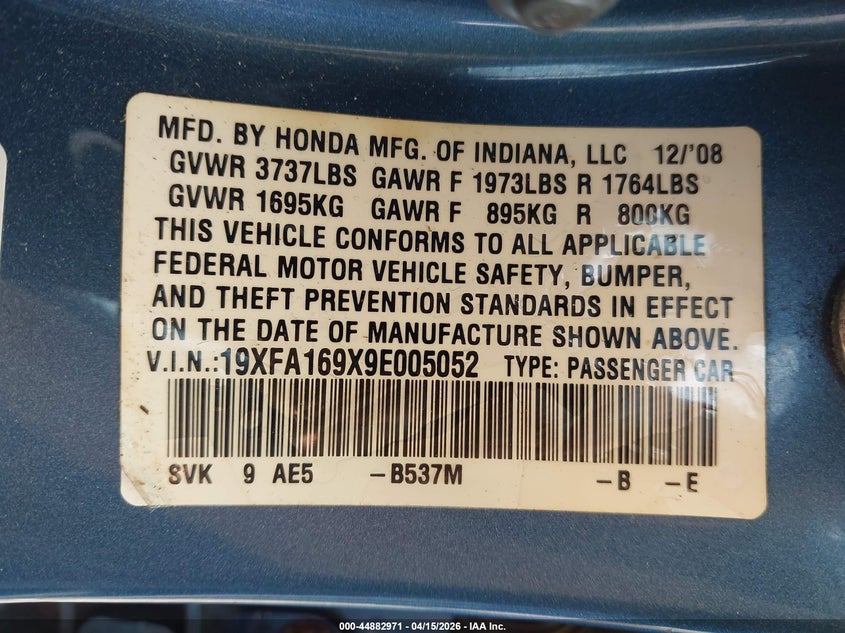 MFD. BY HONDA MFG. OF INDIANA, LLC 12/'08
GVWR 3737LBS GAWR F 1973LBS R 1764LBS
GVWR 1695KG GAWR F 895KG R 800KG
THIS VEHICLE CONFORMS TO ALL APPLICABLE
FEDERAL MOTOR VEHICLE SAFETY, BUMPER,
AND THEFT PREVENTION STANDARDS IN EFFECT
ON THE DATE OF MANUFACTURE SHOWN ABOVE.
V.I.N.:19XFA169X9E005052 TYPE: PASSENGER CAR
SVK 9 AE5 –B537M –B –E
000-44882971 - 04/15/2026 - IAA Inc.